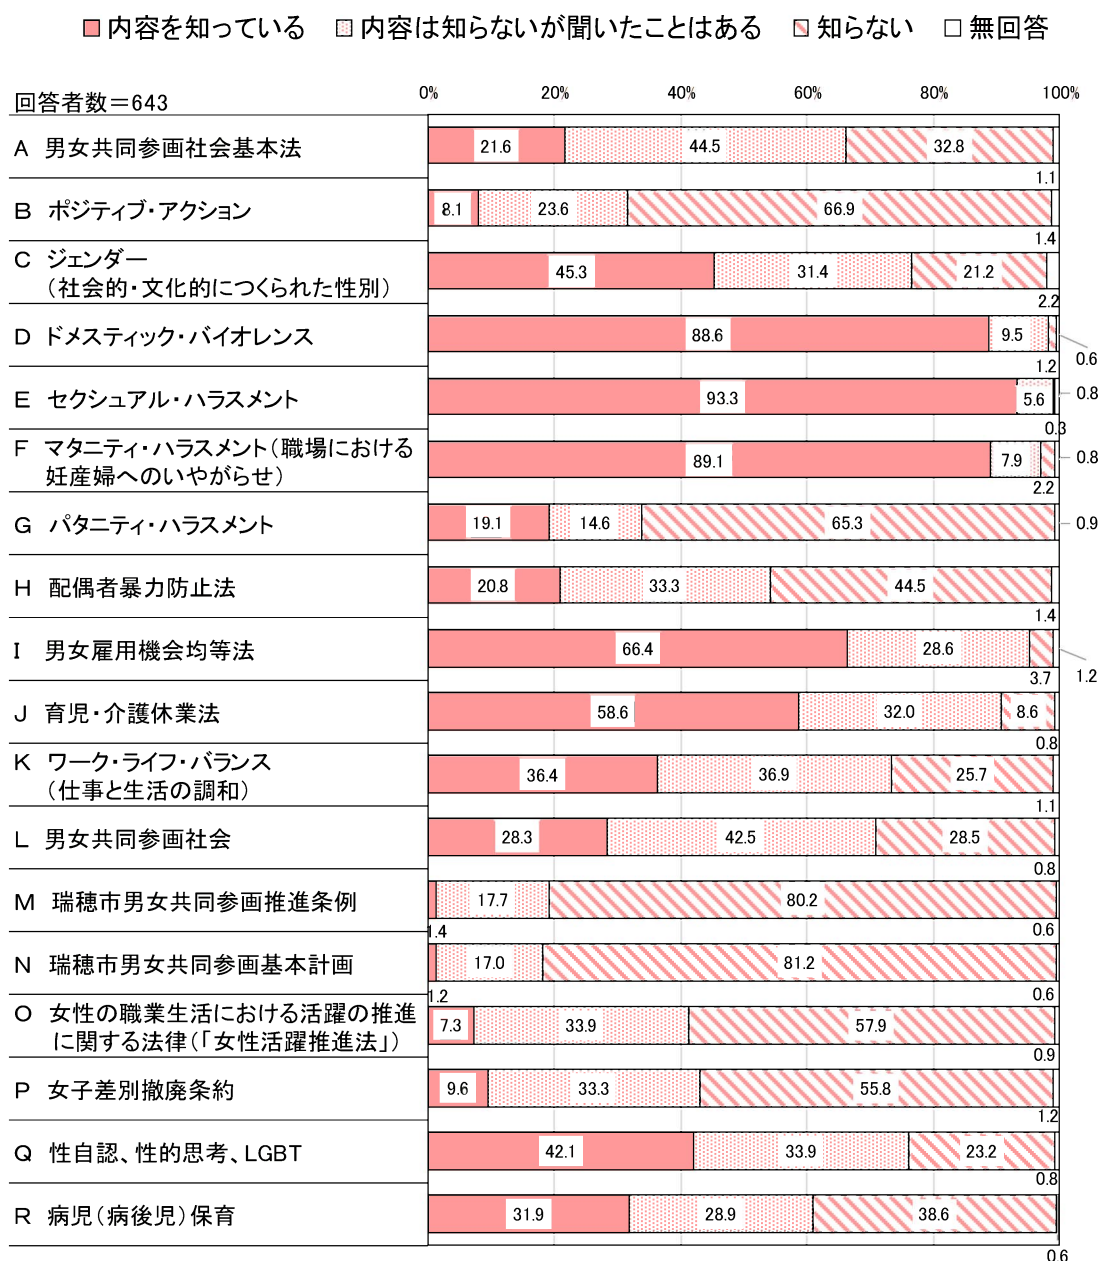 内容を知っている 内容は知らないが聞いたことはある 知らない 無回答
回答者数＝643 0% 20% 40% 60% 80% 100%
A 男女共同参画社会基本法 21.6 44.5 32.8
1.1
B ポジティブ・アクション 8.1 23.6 66.9
1.4
C ジェンダー
（社会的・文化的につくられた性別） 45.3 31.4 21.2
2.2
D ドメスティック・バイオレンス 88.6 9.5 0.6
1.2
E セクシュアル・ハラスメント 93.3 5.6 0.8
0.3
F マタニティ・ハラスメント（職場における
妊産婦へのいやがらせ） 89.1 7.9 0.8
2.2
G パタニティ・ハラスメント 19.1 14.6 65.3 0.9
H 配偶者暴力防止法 20.8 33.3 44.5
1.4
I 男女雇用機会均等法 66.4 28.6 1.2
3.7
J 育児・介護休業法 58.6 32.0 8.6
0.8
K ワーク・ライフ・バランス
（仕事と生活の調和） 36.4 36.9 25.7
1.1
L 男女共同参画社会 28.3 42.5 28.5
0.8
M 瑞穂市男女共同参画推進条例 17.7 80.2
1.4 0.6
N 瑞穂市男女共同参画基本計画 17.0 81.2
1.2 0.6
O 女性の職業生活における活躍の推進
に関する法律（「女性活躍推進法」） 7.3 33.9 57.9
0.9
P 女子差別撤廃条約 9.6 33.3 55.8
1.2
Q 性自認、性的思考、LGBT 42.1 33.9 23.2
0.8
R 病児（病後児）保育 31.9 28.9 38.6
0.6